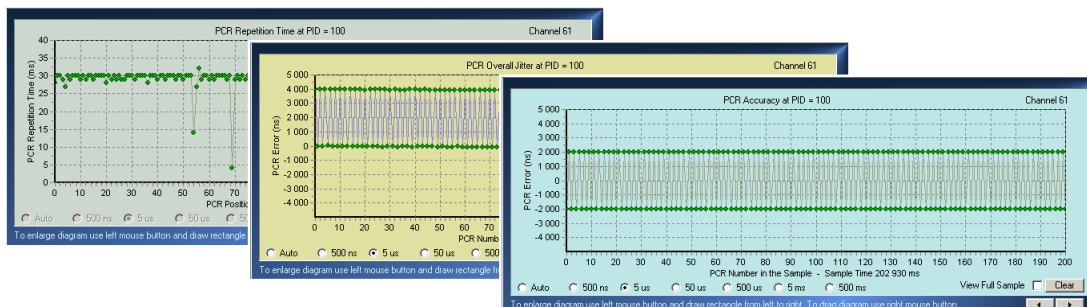 PCR Repetition Time at PID = 100
Channel 61
PCR Repetition Time (ms)
40
35
30
25
20
15
10
5
0
0 10 20 30 40 50 60 70
PCR Positio
Auto 500 ns 5 us 50 us 50
To enlarge diagram use left mouse button and draw rectangle
PCR Overall Jitter at PID = 100
Channel 61
PCR Error (ns)
5 000
4 000
3 000
2 000
1 000
0
-1 000
-2 000
-3 000
-4 000
0 10 20 30 40 50
PCR Numb
Auto 500 ns 5 us 50 us 500
To enlarge diagram use left mouse button and draw rectangle fro
PCR Accuracy at PID = 100
Channel 61
PCR Error (ns)
5 000
4 000
3 000
2 000
1 000
0
-1 000
-2 000
-3 000
-4 000
0 10 20 30 40 50 60 70 80 90 100 110 120 130 140 150 160 170 180 190 200
PCR Number in the Sample - Sample Time 202 930 ms
Auto 500 ns 5 us 50 us 500 us 5 ms 500 ms
View Full Sample Clear
To enlarge diagram use left mouse button and draw rectangle from left to right. To drag diagram use right mouse button